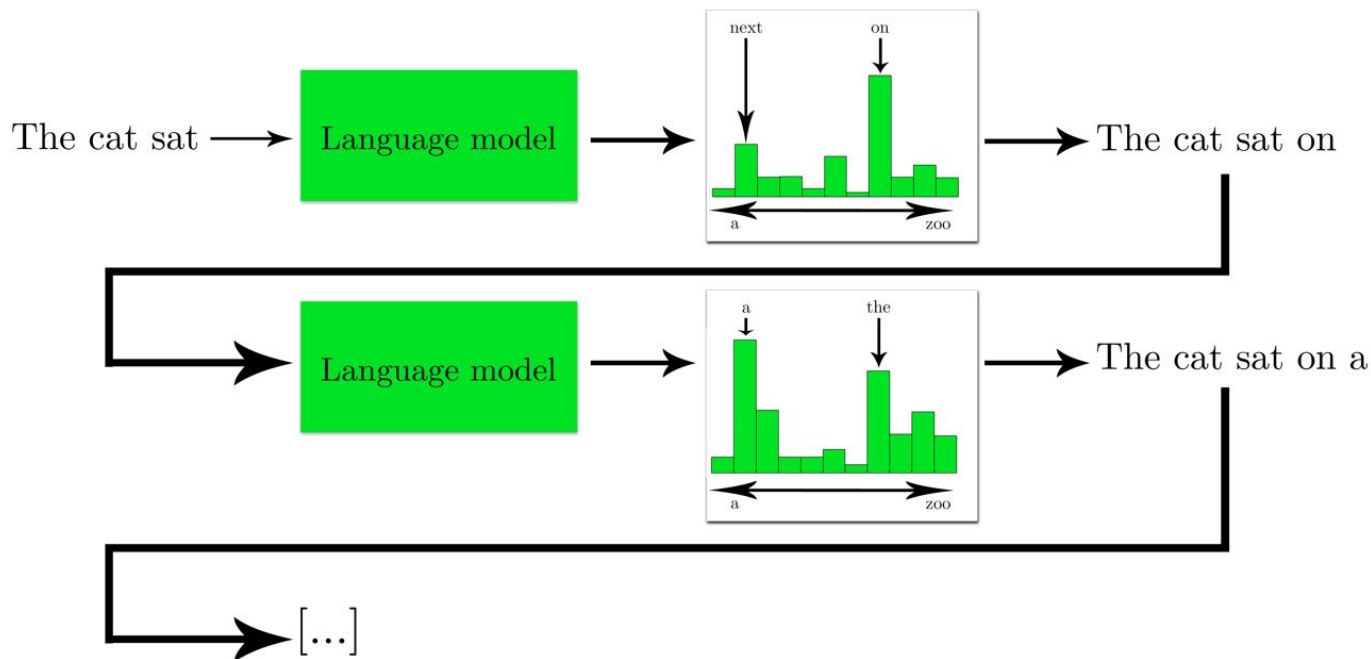 next on
The cat sat Language model The cat sat on
a zoo
a the
Language model The cat sat on a
a zoo
[...]